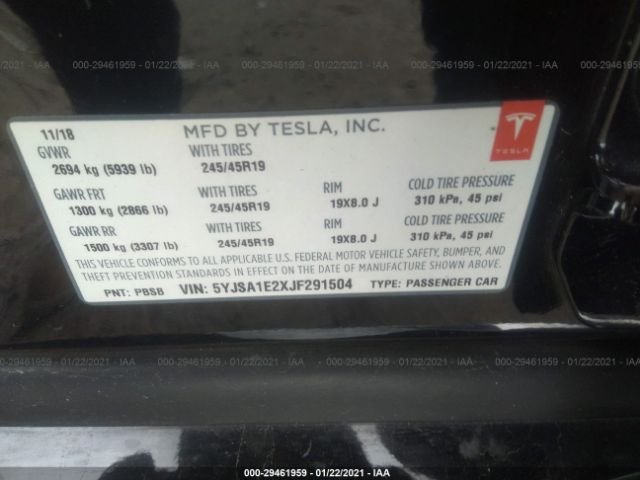 000-29461959 - 01/22/2021 - IAA
11/18
MFD BY TESLA, INC.
TESLA
GVWR
WITH TIRES
2694 kg (5939 lb)
245/45R19
GAWR FRT
WITH TIRES
RIM
COLD TIRE PRESSURE
1300 kg (2866 lb)
245/45R19
19X8.0 J
310 kPa, 45 psi
GAWR RR
WITH TIRES
RIM
COLD TIRE PRESSURE
1500 kg (3307 lb)
245/45R19
19X8.0 J
310 kPa, 45 psi
THIS VEHICLE CONFORMS TO ALL APPLICABLE U.S. FEDERAL MOTOR VEHICLE SAFETY, BUMPER, AND
THEFT PREVENTION STANDARDS IN EFFECT ON THE DATE OF MANUFACTURE SHOWN ABOVE.
PNT: PBSB VIN: 5YJSA1E2XJF291504 TYPE: PASSENGER CAR
000-29461959 - 01/22/2021 - IAA
000-29461959 - 01/22/2021 - IAA